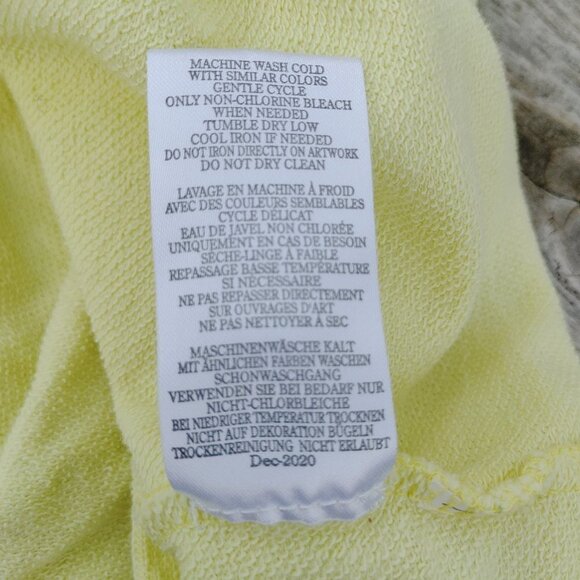 MACHINE WASH COLD
WITH SIMILAR COLORS
GENTLE CYCLE
ONLY NON-CHLORINE BLEACH
WHEN NEEDED
TUMBLE DRY LOW
COOL IRON IF NEEDED
DO NOT IRON DIRECTLY ON ARTWORK
DO NOT DRY CLEAN
LAVAGE EN MACHINE À FROID
AVEC DES COULEURS SEMBLABLES
CYCLE DÉLICAT
EAU DE JAVEL NON CHLORÉE
UNIQUEMENT EN CAS DE BESOIN
SÈCHE-LINGE À FAIBLE
REPASSAGE BASSE TEMPÉRATURE
SI NÉCESSAIRE
NE PAS REPASSER DIRECTEMENT
SUR OUVRAGES D'ART
NE PAS NETTOYER À SEC
MASCHINENWÄSCHE KALT
MIT ÄHNLICHEN FARBEN WASCHEN
SCHONWASCHGANG
VERWENDEN SIE BEI BEDARF NUR
NICHT-CHLORBLEICHE
BEI NIEDRIGER TEMPERATUR TROCKNEN
NICHT AUF DEKORATION BÜGELN
TROCKENREINIGUNG NICHT ERLAUBT
Dec-2020